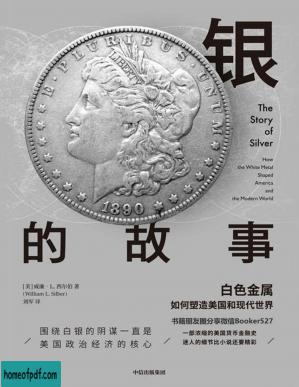 银
The
Story
of
Silver
How
the White Metal
Shaped
America
and the
Modern World
E PLURIBUS UNUM
1890
的故事
[美]威廉·L. 西尔伯 著
(William L. Silber)
刘军 译
白色金属
如何塑造美国和现代世界
书籍朋友圈分享微信Booker527
围绕白银的阴谋一直是
美国政治经济的核心
一部浓缩的美国货币金融史
迷人的细节比小说还要精彩
homeofpdf.com
中信出版集团
homeofpdf.com